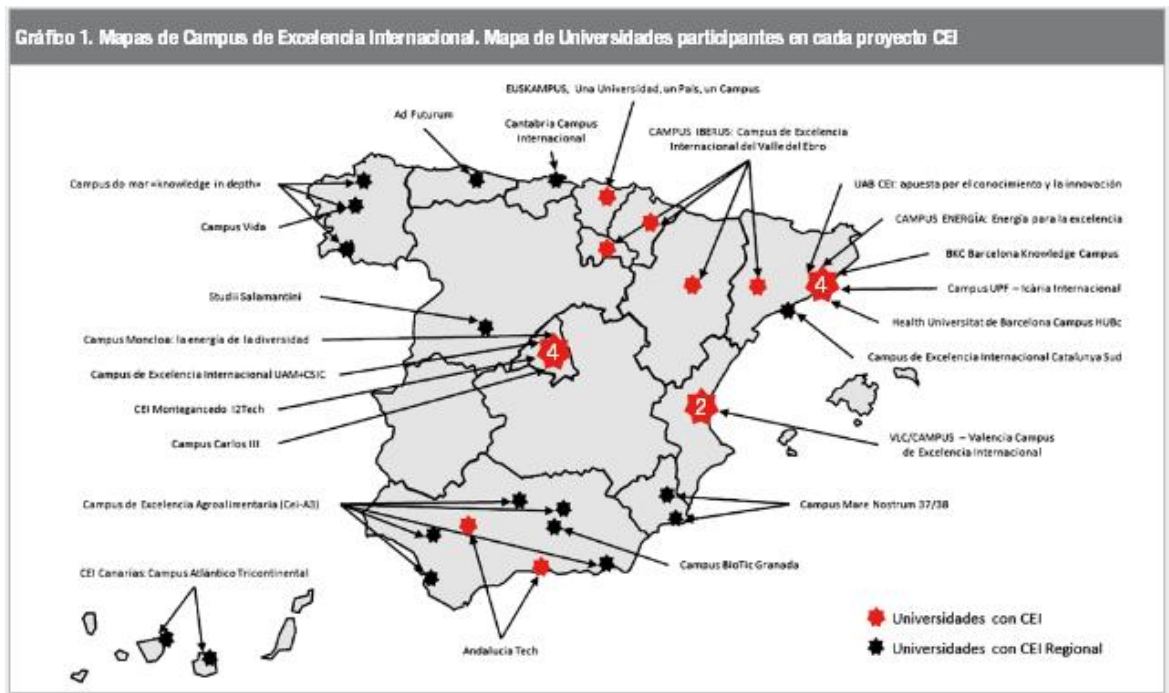 Gráfico 1. Mapas de Campus de Excelencia Internacional. Mapa de Universidades participantes en cada proyecto CEI
EUSKAMPUS, Una Universidad, un País, un Campus
Ad Futurum
Cantabria Campus
Internacional
CAMPUS IBERUS: Campus de Excelencia
Internacional del Valle del Ebro
Campus do mar «knowledge in depth»
UAB CEI: apuesta por el conocimiento y la innovación
CAMPUS ENERGÍA: Energía para la excelencia
Campus Vida
BKC Barcelona Knowledge Campus
4
Campus UPF – Icària Internacional
Studii Salamantini
Health Universitat de Barcelona Campus HUBc
Campus Moncloa: la energía de la diversidad
4
Campus de Excelencia Internacional Catalunya Sud
Campus de Excelencia Internacional UAM+CSIC
CEI Montegancedo I2Tech
2
Campus Carlos III
VLC/CAMPUS – Valencia Campus
de Excelencia Internacional
Campus de Excelencia Agroalimentaria (Cei-A3)
Campus Mare Nostrum 37/38
Campus BioTic Granada
CEI Canarias: Campus Atlántico Tricontinental
Universidades con CEI
Andalucía Tech
Universidades con CEI Regional